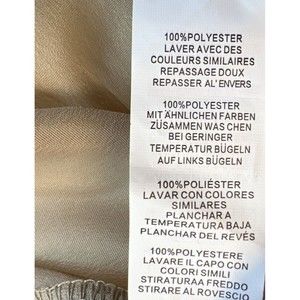 100%POLYESTER
LAVER AVEC DES
COULEURS SIMILAIRES
REPASSAGE DOUX
REPASSER AL'ENVERS
100%POLYESTER
MIT ÄHNLICHEN FARBEN
ZÜSAMMEN WAS CHEN
BEI GERINGER
TEMPERATUR BÜGELN
AUF LINKS BÜGELN
100%POLIÉSTER
LAVAR CON COLORES
SIMILARES
PLANCHAR A
TEMPERATURA BAJA
PLANCHAR DEL REVÉS
100%POLYESTERE
LAVARE IL CAPO CON
COLORI SIMILI
STIRATURA A FREDDO
STIRARE AL ROVESCIO